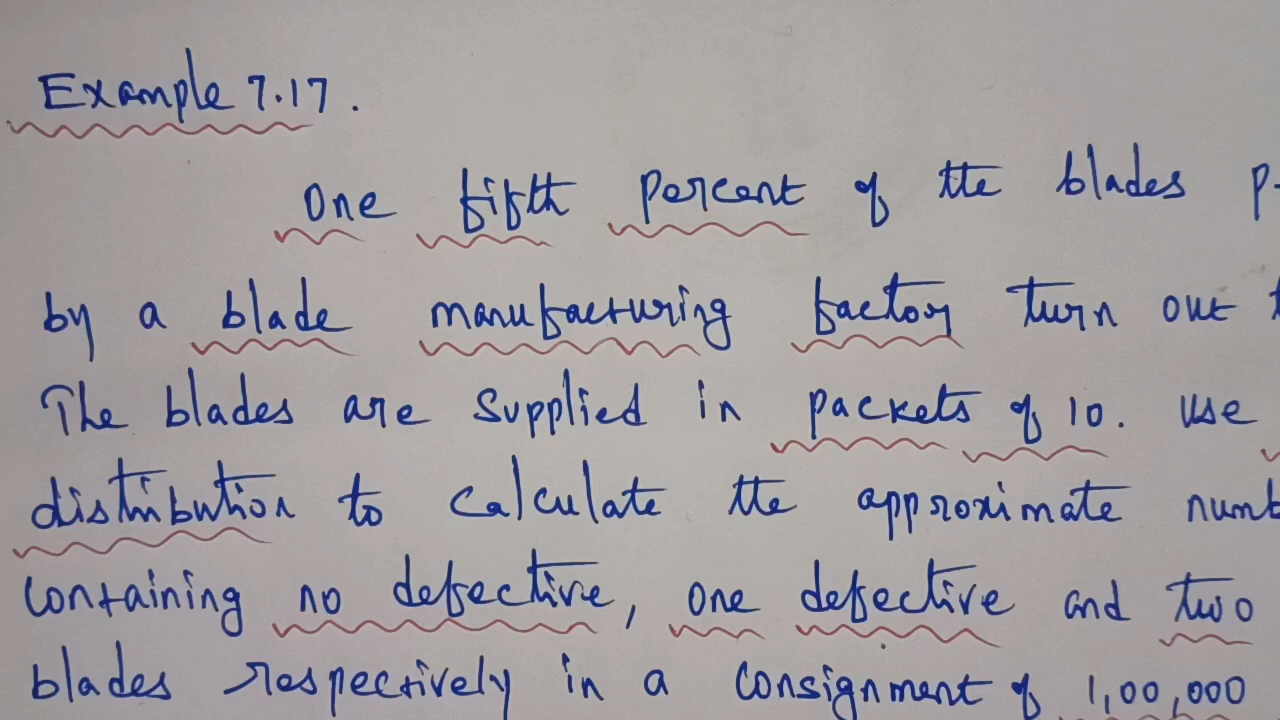 Example 7.17.
One fifth percent of the blades
by a blade manufacturing factory turn out
The blades are supplied in packets of 10. use
distribution to calculate the approximate
containing no defective, one defective and two
blades respectively in a consignment of 1,00,000